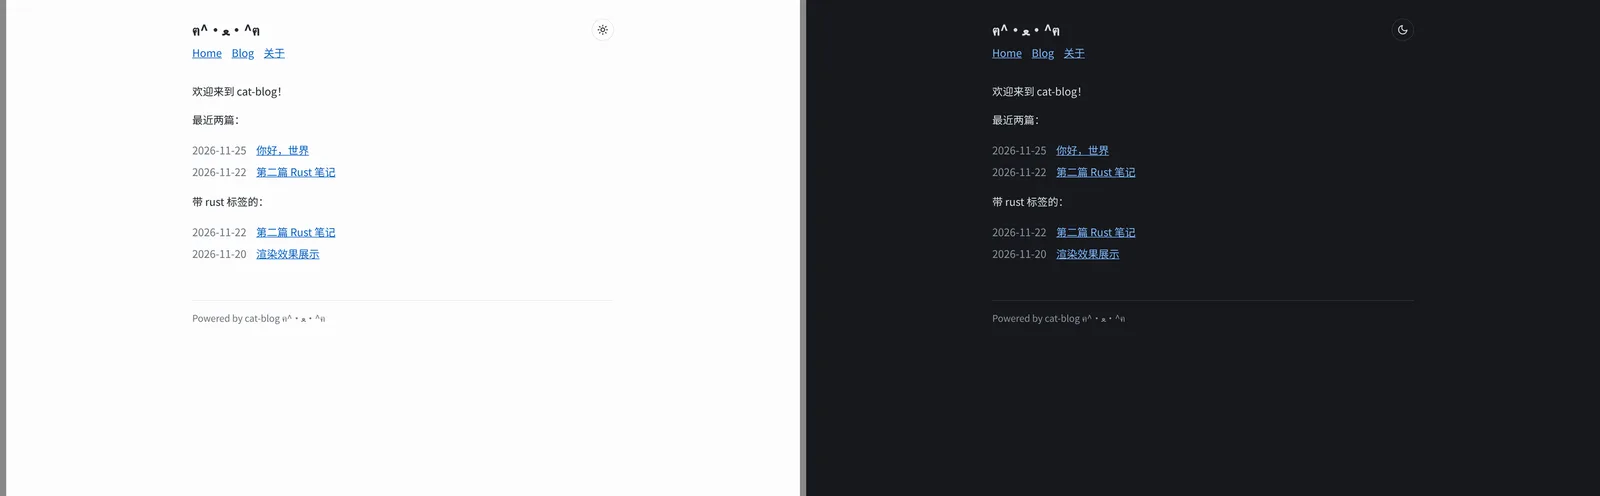 ฅ^•ﻌ•^ฅ
Home Blog 关于
欢迎来到 cat-blog！
最近两篇：
2026-11-25 你好，世界
2026-11-22 第二篇 Rust 笔记
带 rust 标签的：
2026-11-22 第二篇 Rust 笔记
2026-11-20 渲染效果展示
Powered by cat-blog ฅ^•ﻌ•^ฅ
ฅ^•ﻌ•^ฅ
Home Blog 关于
欢迎来到 cat-blog！
最近两篇：
2026-11-25 你好，世界
2026-11-22 第二篇 Rust 笔记
带 rust 标签的：
2026-11-22 第二篇 Rust 笔记
2026-11-20 渲染效果展示
Powered by cat-blog ฅ^•ﻌ•^ฅ